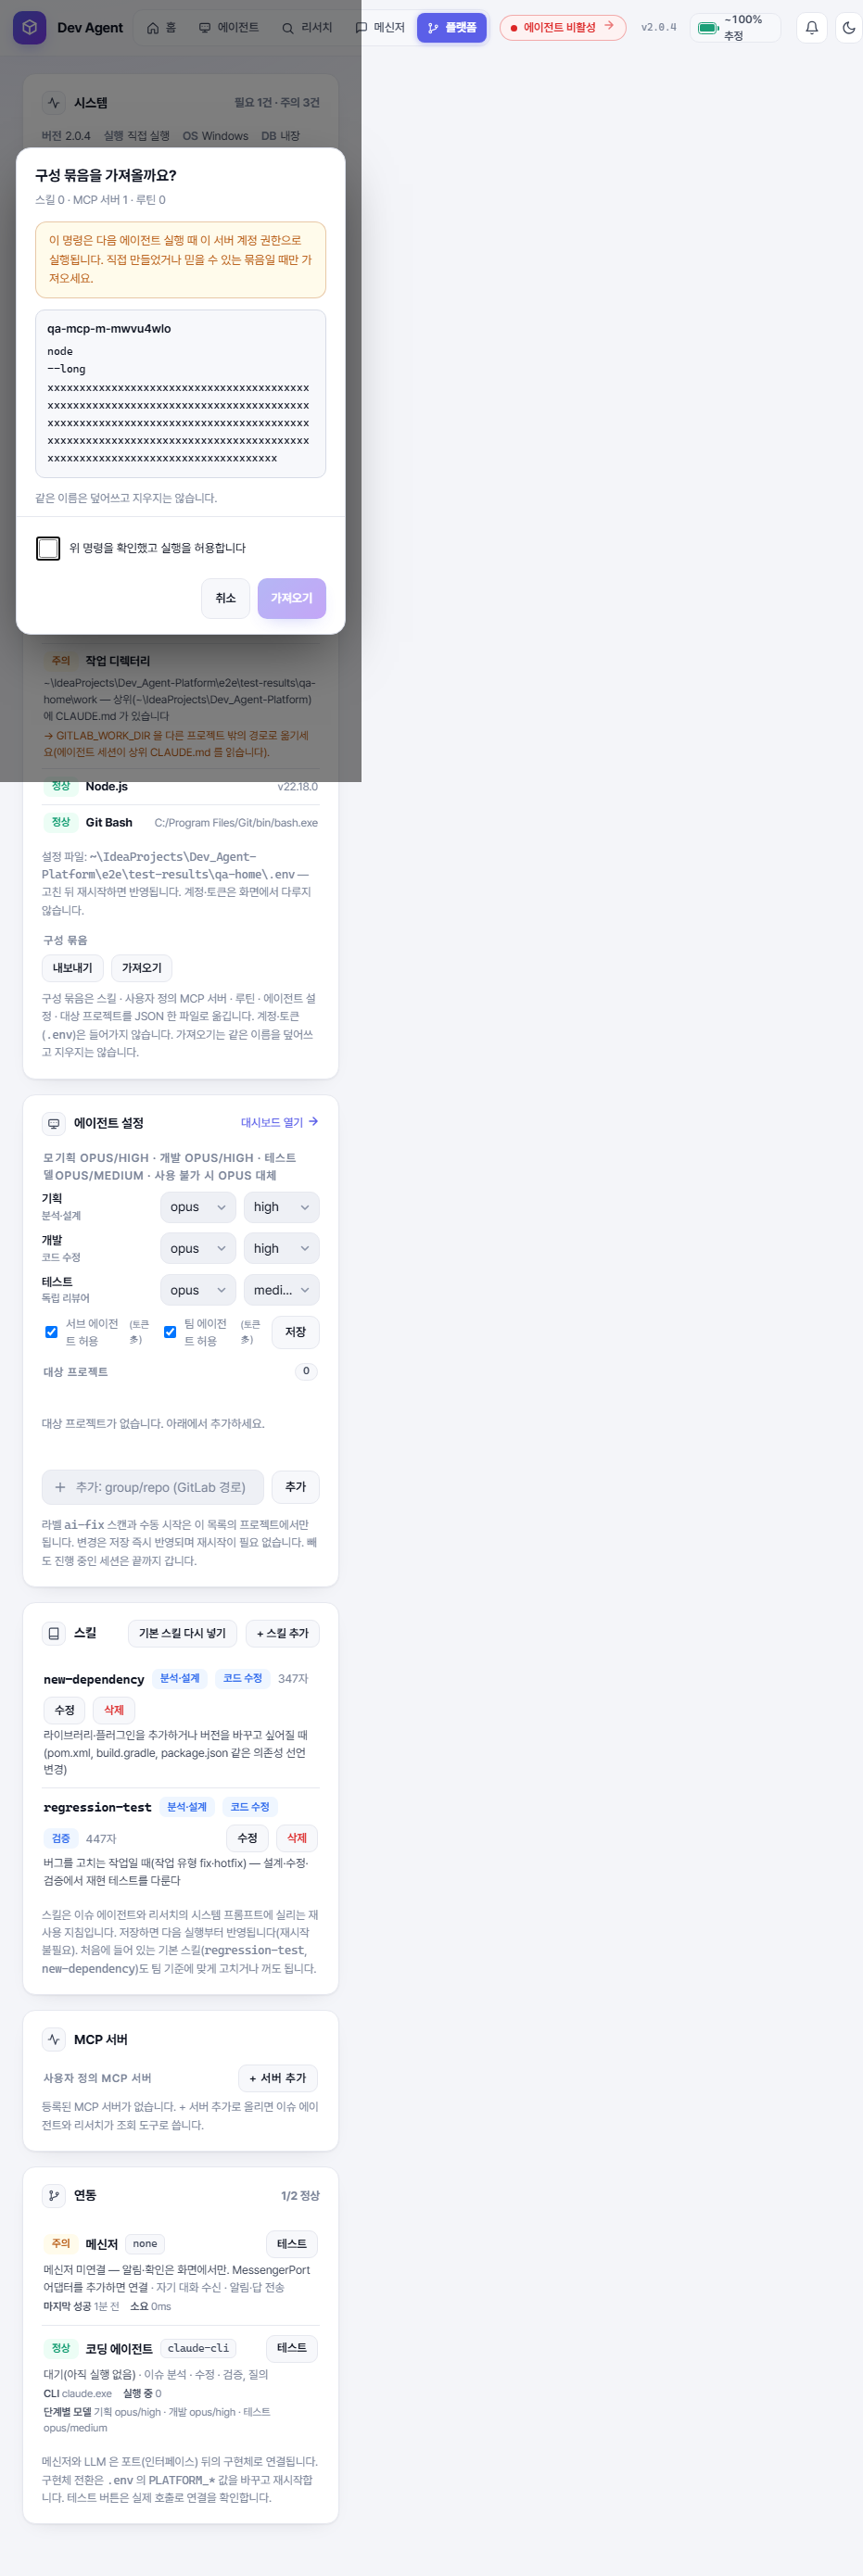 Dev Agent
홈
에이전트
리서치
메신저
플랫폼
에이전트 비활성 →
v2.0.4
~100%
추정
시스템
필요 1건 · 주의 3건
버전 2.0.4 실행 직접 실행 OS Windows DB 내장
구성 묶음을 가져올까요?
스킬 0 · MCP 서버 1 · 루틴 0
이 명령은 다음 에이전트 실행 때 이 서버 계정 권한으로
실행됩니다. 직접 만들었거나 믿을 수 있는 묶음일 때만 가
져오세요.
qa-mcp-m-mwvu4wlo
node
--long
xxxxxxxxxxxxxxxxxxxxxxxxxxxxxxxxxxxxxxxxx
xxxxxxxxxxxxxxxxxxxxxxxxxxxxxxxxxxxxxxxxx
xxxxxxxxxxxxxxxxxxxxxxxxxxxxxxxxxxxxxxxxx
xxxxxxxxxxxxxxxxxxxxxxxxxxxxxxxxxxxxxxxxx
xxxxxxxxxxxxxxxxxxxxxxxxxxxxxxxxxxxx
같은 이름은 덮어쓰고 지우지는 않습니다.
위 명령을 확인했고 실행을 허용합니다
취소
가져오기
주의 작업 디렉터리
~\IdeaProjects\Dev_Agent-Platform\e2e\test-results\qa-
home\work — 상위(~\IdeaProjects\Dev_Agent-Platform)
에 CLAUDE.md 가 있습니다
→ GITLAB_WORK_DIR 을 다른 프로젝트 밖의 경로로 옮기세
요(에이전트 세션이 상위 CLAUDE.md 를 읽습니다).
정상 Node.js v22.18.0
정상 Git Bash C:/Program Files/Git/bin/bash.exe
설정 파일: ~\IdeaProjects\Dev_Agent-
Platform\e2e\test-results\qa-home\.env —
고친 뒤 재시작하면 반영됩니다. 계정·토큰은 화면에서 다루지
않습니다.
구성 묶음
내보내기
가져오기
구성 묶음은 스킬 · 사용자 정의 MCP 서버 · 루틴 · 에이전트 설
정 · 대상 프로젝트를 JSON 한 파일로 옮깁니다. 계정·토큰
(.env)은 들어가지 않습니다. 가져오기는 같은 이름을 덮어쓰
고 지우지는 않습니다.
에이전트 설정
대시보드 열기 →
모 기획 OPUS/HIGH · 개발 OPUS/HIGH · 테스트
델 OPUS/MEDIUM · 사용 불가 시 OPUS 대체
기획
분석·설계
opus
high
개발
코드 수정
opus
high
테스트
독립 리뷰어
opus
medi...
서브 에이전
트 허용
(토큰
多)
팀 에이전
트 허용
(토큰
多)
저장
대상 프로젝트
0
대상 프로젝트가 없습니다. 아래에서 추가하세요.
추가: group/repo (GitLab 경로)
추가
라벨 ai-fix 스캔과 수동 시작은 이 목록의 프로젝트에서만
됩니다. 변경은 저장 즉시 반영되며 재시작이 필요 없습니다. 빼
도 진행 중인 세션은 끝까지 갑니다.
스킬
기본 스킬 다시 넣기
+ 스킬 추가
new-dependency 분석·설계 코드 수정 347자
수정
삭제
라이브러리·플러그인을 추가하거나 버전을 바꾸고 싶어질 때
(pom.xml, build.gradle, package.json 같은 의존성 선언
변경)
regression-test 분석·설계 코드 수정
검증 447자
수정
삭제
버그를 고치는 작업일 때(작업 유형 fix·hotfix) — 설계·수정·
검증에서 재현 테스트를 다룬다
스킬은 이슈 에이전트와 리서치의 시스템 프롬프트에 실리는 재
사용 지침입니다. 저장하면 다음 실행부터 반영됩니다(재시작
불필요). 처음에 들어 있는 기본 스킬(regression-test,
new-dependency)도 팀 기준에 맞게 고치거나 꺼도 됩니다.
MCP 서버
사용자 정의 MCP 서버
+ 서버 추가
등록된 MCP 서버가 없습니다. + 서버 추가로 올리면 이슈 에이
전트와 리서치가 조회 도구로 씁니다.
연동
1/2 정상
주의 메신저 none
테스트
메신저 미연결 — 알림·확인은 화면에서만. MessengerPort
어댑터를 추가하면 연결 · 자기 대화 수신 · 알림·답 전송
마지막 성공 1분 전 소요 0ms
정상 코딩 에이전트 claude-cli
테스트
대기(아직 실행 없음) · 이슈 분석 · 수정 · 검증, 질의
CLI claude.exe 실행 중 0
단계별 모델 기획 opus/high · 개발 opus/high · 테스트
opus/medium
메신저와 LLM 은 포트(인터페이스) 뒤의 구현체로 연결됩니다.
구현체 전환은 .env 의 PLATFORM_* 값을 바꾸고 재시작합
니다. 테스트 버튼은 실제 호출로 연결을 확인합니다.